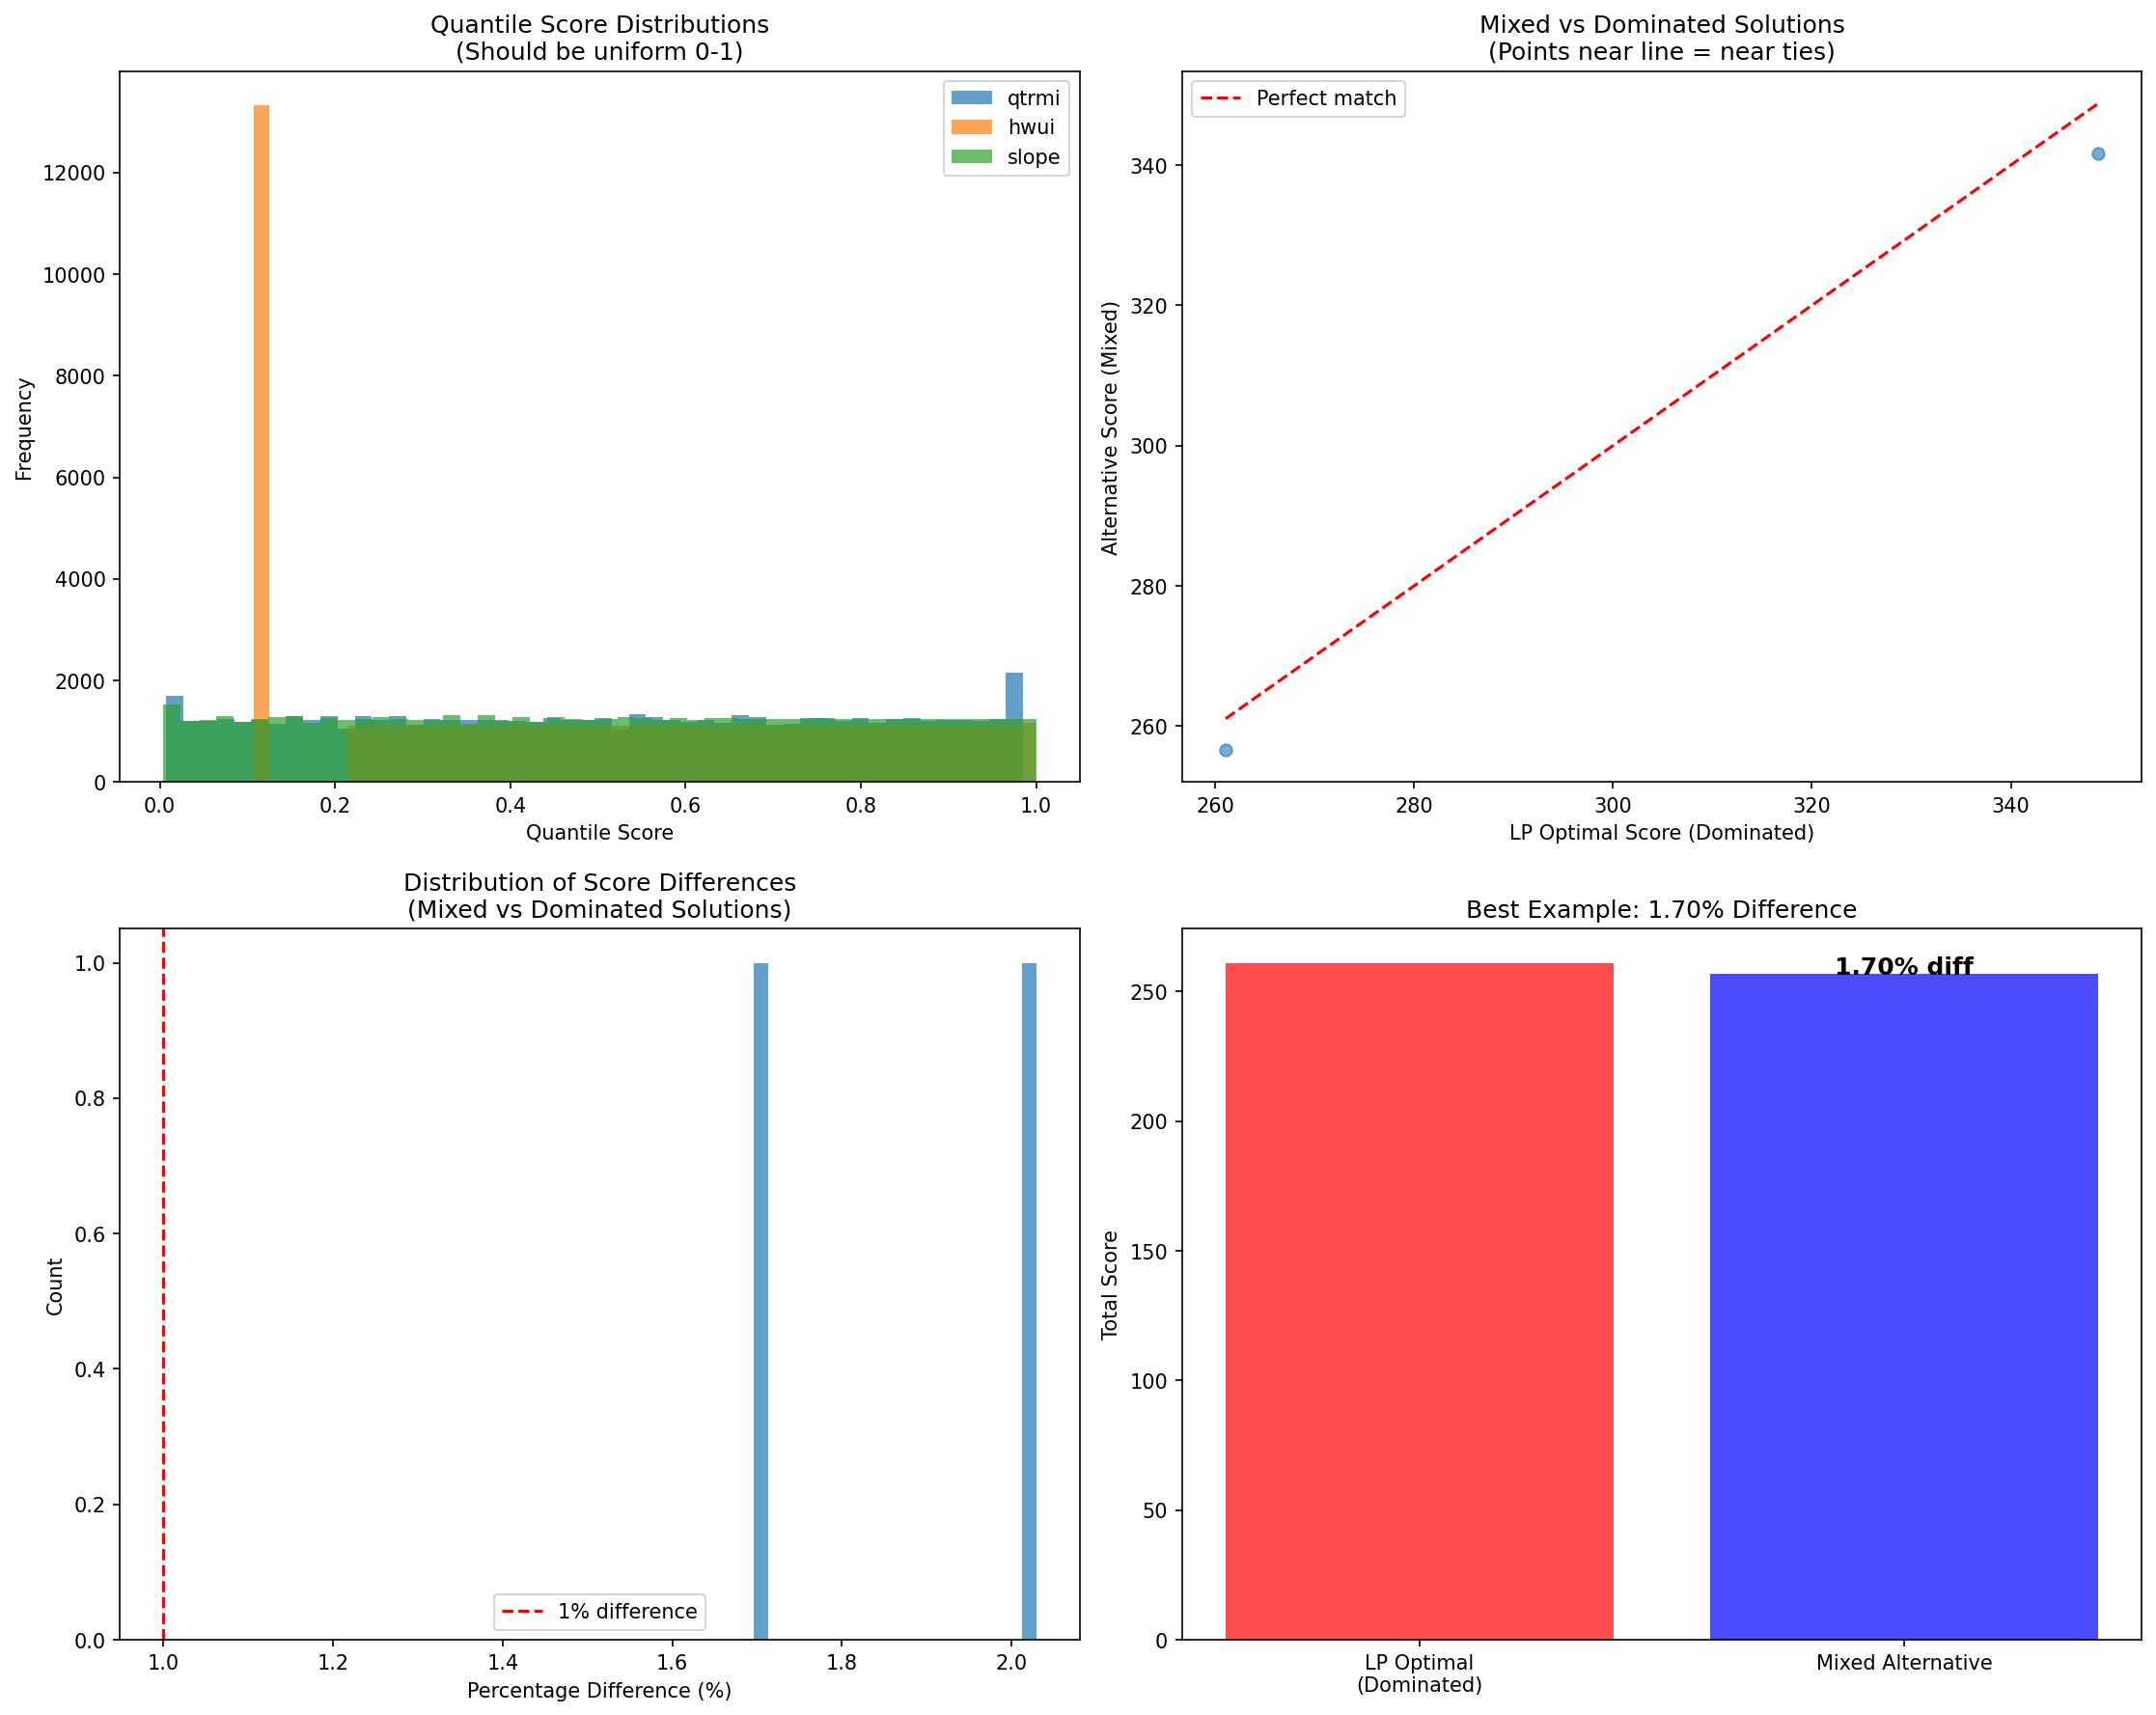 Quantile Score Distributions
(Should be uniform 0-1)
qtrmi
hwui
slope
12000
10000
8000
6000
4000
2000
0
Frequency
0.0
0.2
0.4
0.6
0.8
1.0
Quantile Score
Mixed vs Dominated Solutions
(Points near line = near ties)
Perfect match
340
320
300
280
260
Alternative Score (Mixed)
260
280
300
320
340
LP Optimal Score (Dominated)
Distribution of Score Differences
(Mixed vs Dominated Solutions)
1.0
0.8
0.6
0.4
0.2
0.0
Count
1% difference
1.0
1.2
1.4
1.6
1.8
2.0
Percentage Difference (%)
Best Example: 1.70% Difference
1.70% diff
250
200
150
100
50
0
Total Score
LP Optimal
(Dominated)
Mixed Alternative